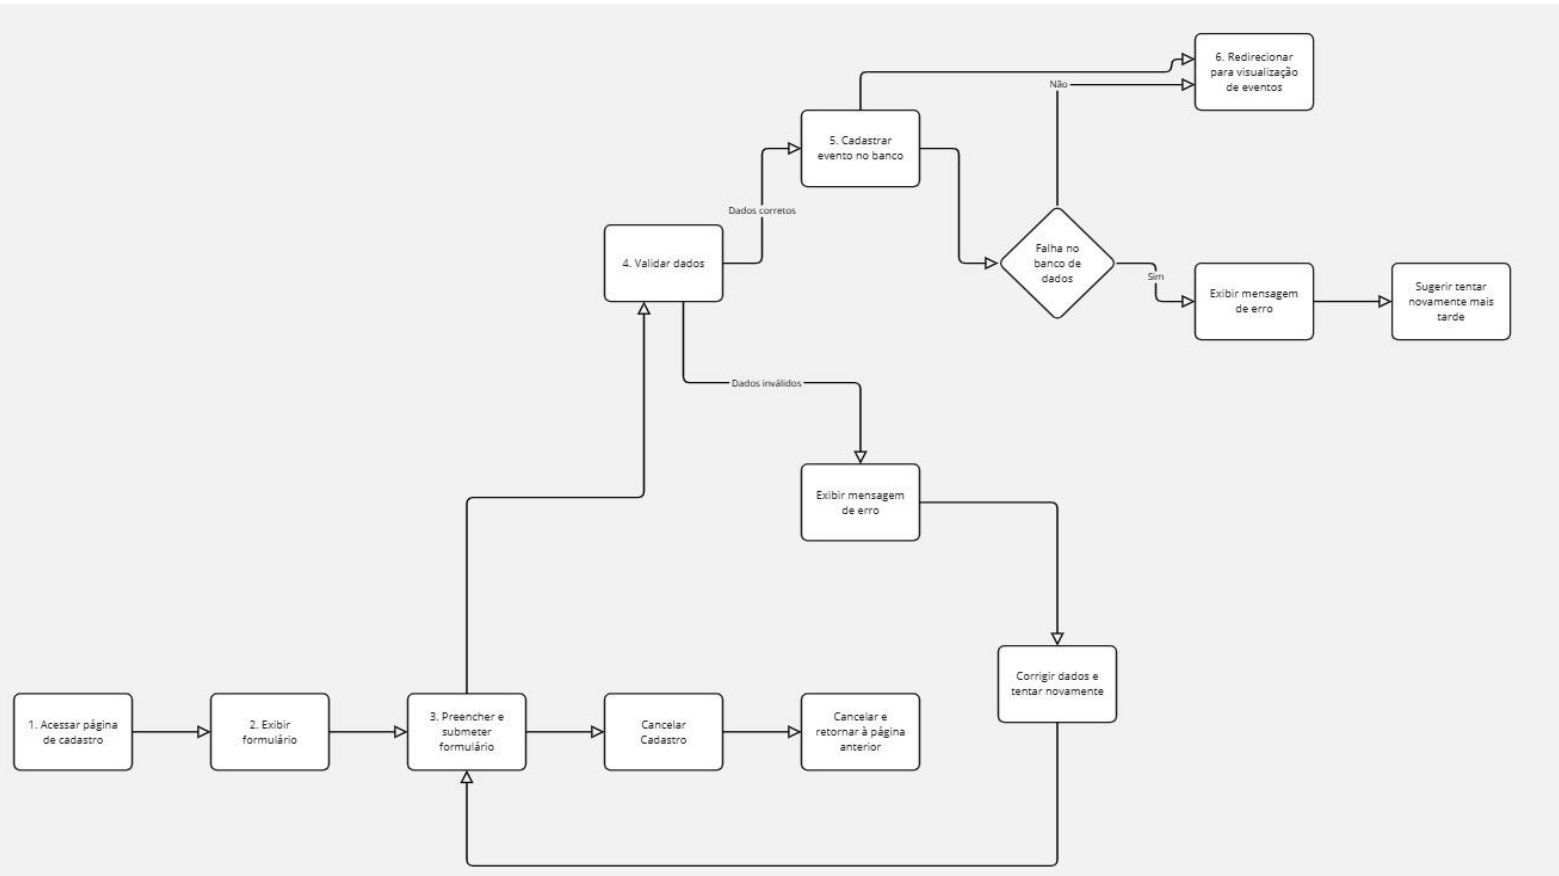 6. Redirecionar
para visualização
de eventos
Não
5. Cadastrar
evento no banco
Dados corretos
4. Validar dados
Falha no
banco de
dados
Sim
Exibir mensagem
de erro
Sugerir tentar
novamente mais
tarde
Dados inválidos
Exibir mensagem
de erro
Corrigir dados e
tentar novamente
1. Acessar página
de cadastro
2. Exibir
formulário
3. Preencher e
submeter
formulário
Cancelar
Cadastro
Cancelar e
retornar à página
anterior